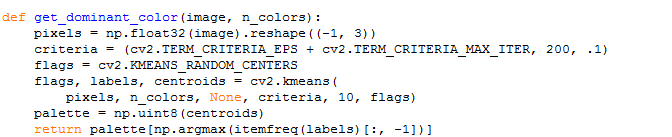 def get_dominant_color(image, n_colors):
    pixels = np.float32(image).reshape((-1, 3))
    criteria = (cv2.TERM_CRITERIA_EPS + cv2.TERM_CRITERIA_MAX_ITER, 200, .1)
    flags = cv2.KMEANS_RANDOM_CENTERS
    flags, labels, centroids = cv2.kmeans(
        pixels, n_colors, None, criteria, 10, flags)
    palette = np.uint8(centroids)
    return palette[np.argmax(itemfreq(labels)[:, -1])]